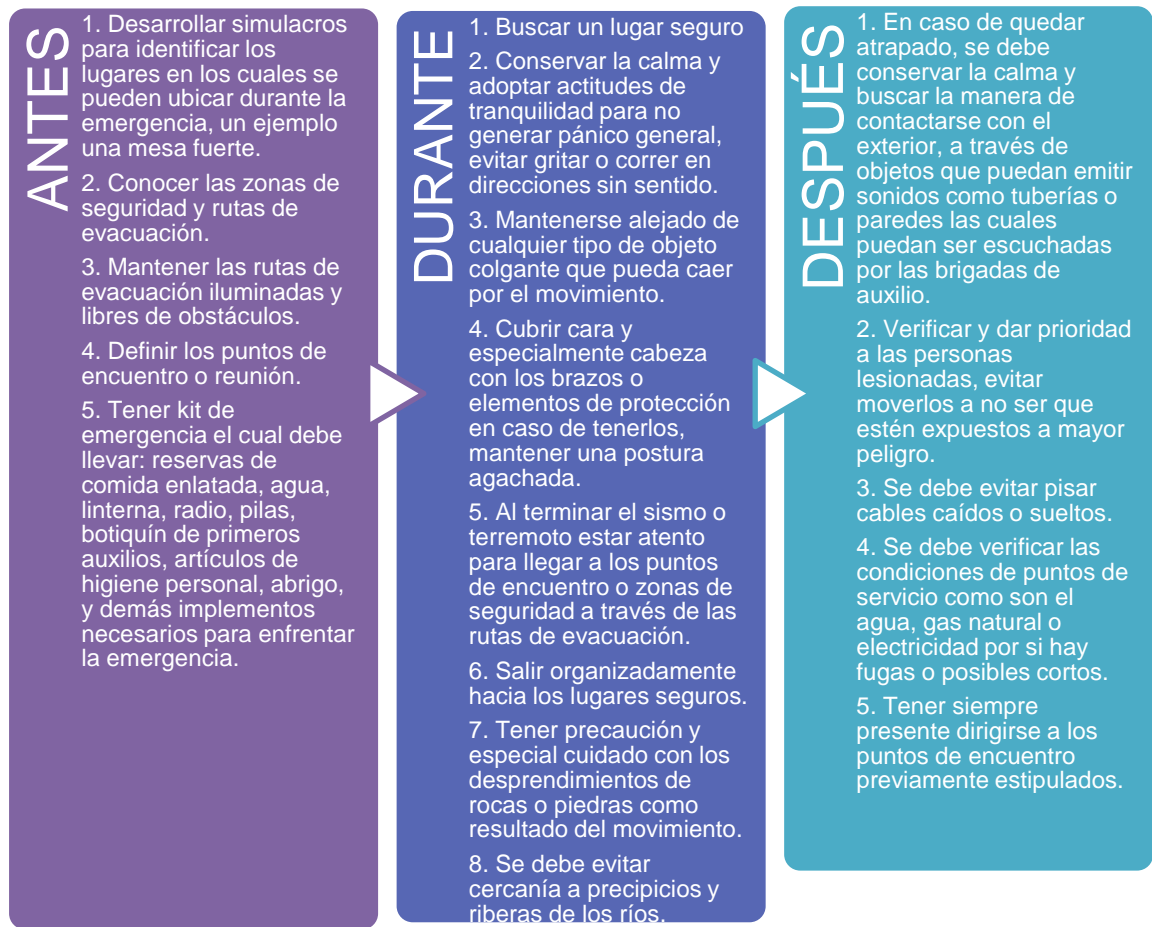 ANTES
1. Desarrollar simulacros
para identificar los
lugares en los cuales se
pueden ubicar durante la
emergencia, un ejemplo
una mesa fuerte.
2. Conocer las zonas de
seguridad y rutas de
evacuación.
3. Mantener las rutas de
evacuación iluminadas y
libres de obstáculos.
4. Definir los puntos de
encuentro o reunión.
5. Tener kit de
emergencia el cual debe
llevar: reservas de
comida enlatada, agua,
linterna, radio, pilas,
botiquín de primeros
auxilios, artículos de
higiene personal, abrigo,
y demás implementos
necesarios para enfrentar
la emergencia.
DURANTE
1. Buscar un lugar seguro
2. Conservar la calma y
adoptar actitudes de
tranquilidad para no
generar pánico general,
evitar gritar o correr en
direcciones sin sentido.
3. Mantenerse alejado de
cualquier tipo de objeto
colgante que pueda caer
por el movimiento.
4. Cubrir cara y
especialmente cabeza
con los brazos o
elementos de protección
en caso de tenerlos,
mantener una postura
agachada.
5. Al terminar el sismo o
terremoto estar atento
para llegar a los puntos
de encuentro o zonas de
seguridad a través de las
rutas de evacuación.
6. Salir organizadamente
hacia los lugares seguros.
7. Tener precaución y
especial cuidado con los
desprendimientos de
rocas o piedras como
resultado del movimiento.
8. Se debe evitar
cercanía a precipicios y
riberas de los ríos.
DESPUÉS
1. En caso de quedar
atrapado, se debe
conservar la calma y
buscar la manera de
contactarse con el
exterior, a través de
objetos que puedan emitir
sonidos como tuberías o
paredes las cuales
puedan ser escuchadas
por las brigadas de
auxilio.
2. Verificar y dar prioridad
a las personas
lesionadas, evitar
moverlos a no ser que
estén expuestos a mayor
peligro.
3. Se debe evitar pisar
cables caídos o sueltos.
4. Se debe verificar las
condiciones de puntos de
servicio como son el
agua, gas natural o
electricidad por si hay
fugas o posibles cortos.
5. Tener siempre
presente dirigirse a los
puntos de encuentro
previamente estipulados.